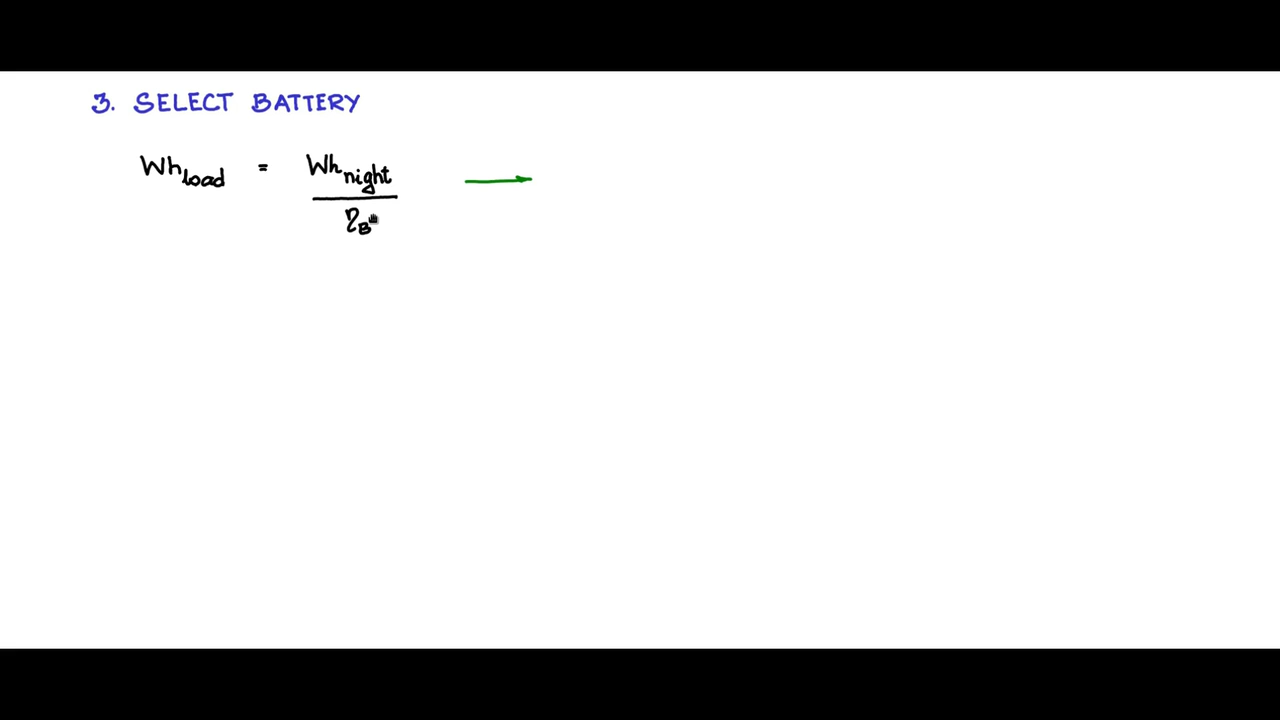 3. SELECT BATTERY
Wh_load = Wh_night / η_B